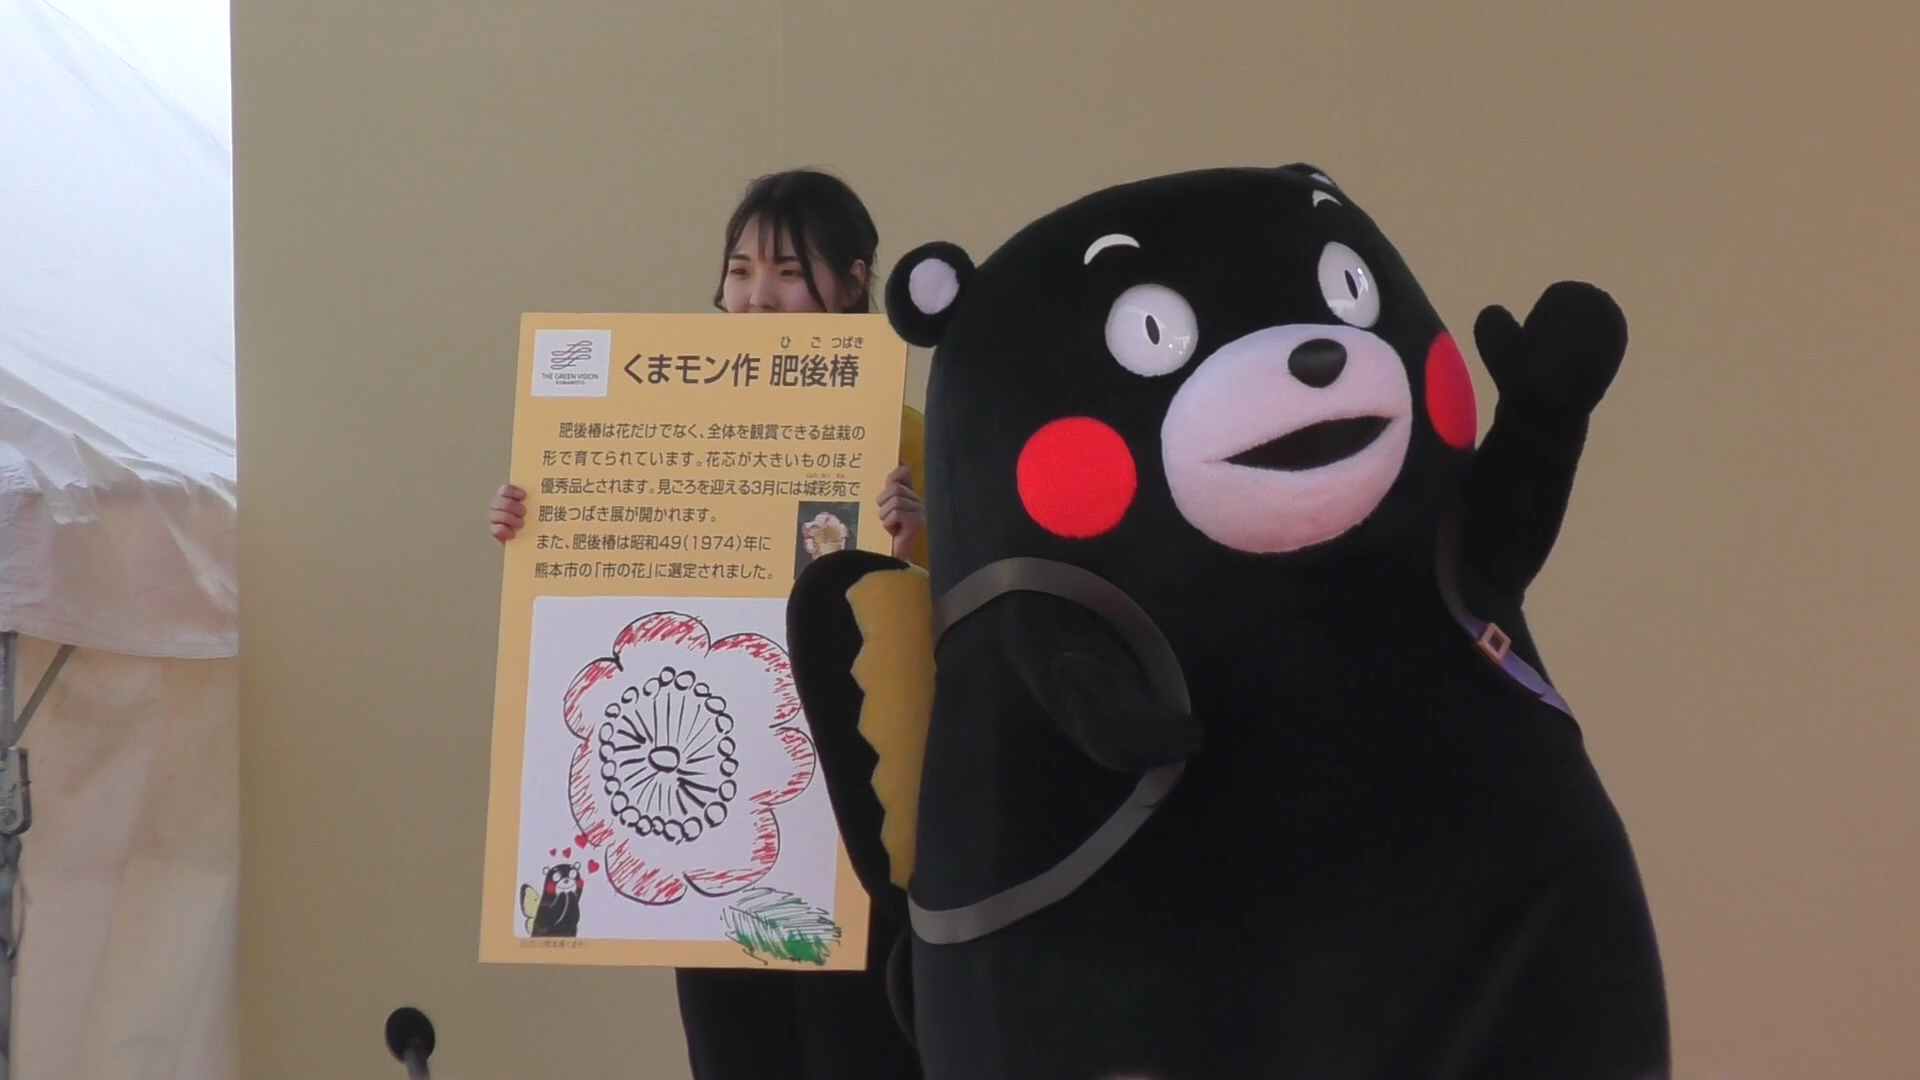 THE GREEN VISION
KUMAMOTO
ひ ご つばき
くまモン作 肥後椿
肥後椿は花だけでなく、全体を観賞できる盆栽の
形で育てられています。花芯が大きいものほど
優秀品とされます。見ごろを迎える3月には城彩苑で
肥後つばき展が開かれます。
また、肥後椿は昭和49(1974)年に
熊本市の「市の花」に選定されました。